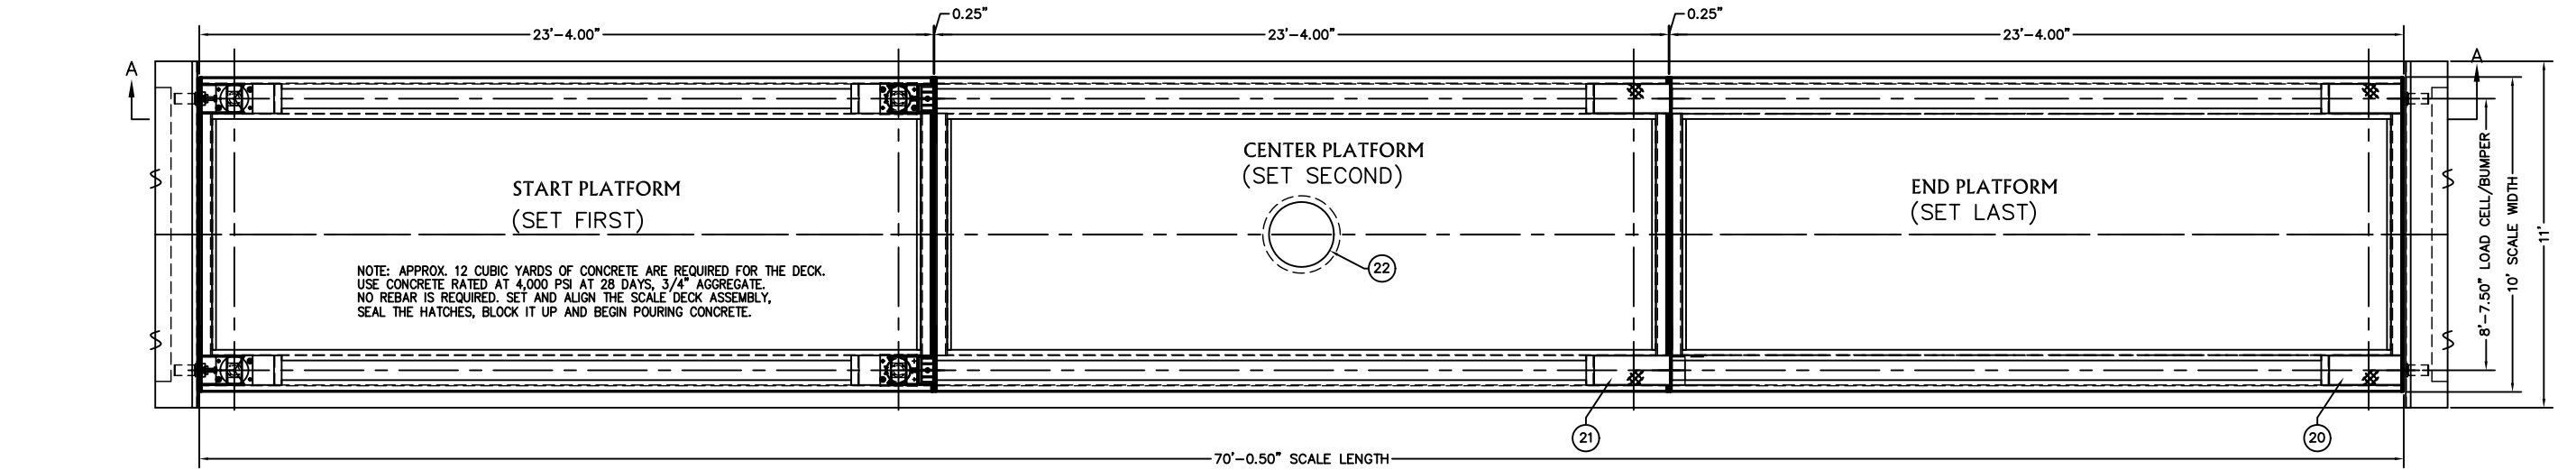 0.25"
0.25"
23'-4.00"
23'-4.00"
23'-4.00"
A
A
CENTER PLATFORM
(SET SECOND)
START PLATFORM
(SET FIRST)
END PLATFORM
(SET LAST)
NOTE: APPROX. 12 CUBIC YARDS OF CONCRETE ARE REQUIRED FOR THE DECK.
USE CONCRETE RATED AT 4,000 PSI AT 28 DAYS, 3/4" AGGREGATE.
NO REBAR IS REQUIRED. SET AND ALIGN THE SCALE DECK ASSEMBLY,
SEAL THE HATCHES, BLOCK IT UP AND BEGIN POURING CONCRETE.
22
8'-7.50" LOAD CELL/BUMPER
10' SCALE WIDTH
11'
21
20
70'-0.50" SCALE LENGTH